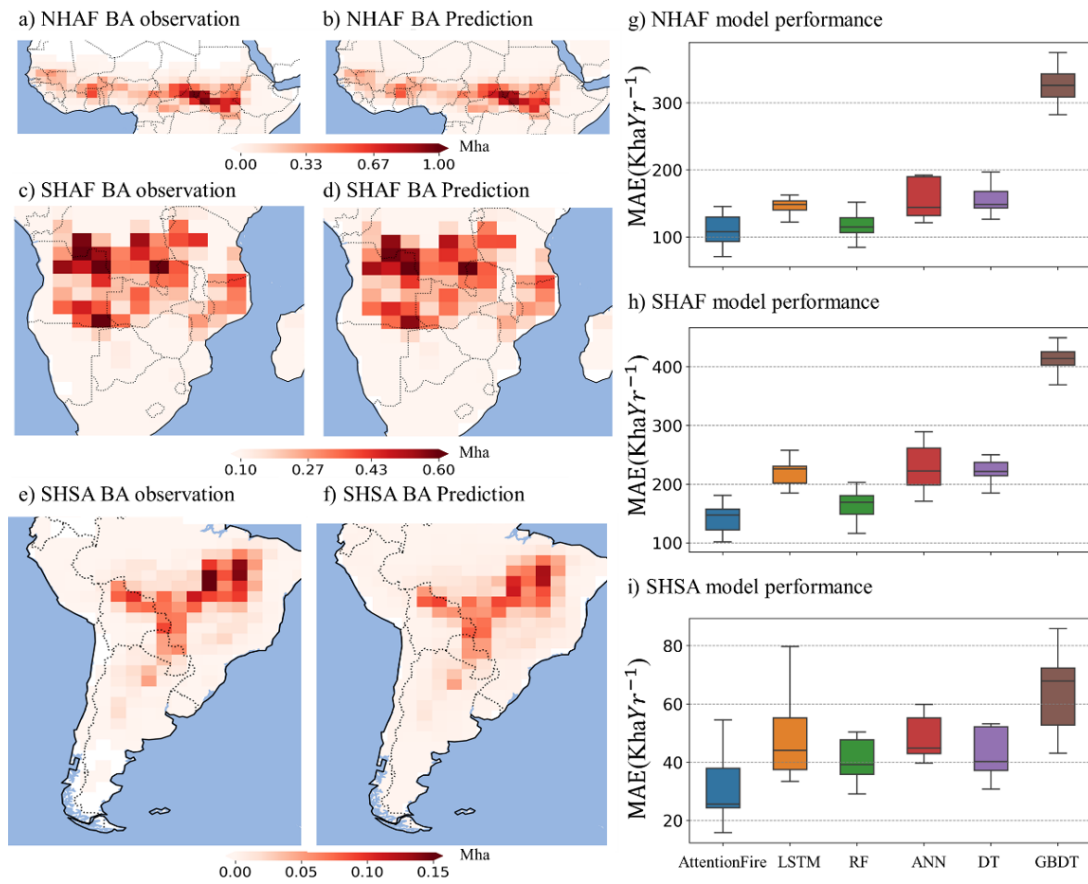 a) NHAF BA observation
b) NHAF BA Prediction
0.00 0.33 0.67 1.00 Mha
c) SHAF BA observation
d) SHAF BA Prediction
0.10 0.27 0.43 0.60 Mha
e) SHSA BA observation
f) SHSA BA Prediction
0.00 0.05 0.10 0.15 Mha
g) NHAF model performance
MAE(KhaYr⁻¹)
300
200
100
h) SHAF model performance
MAE(KhaYr⁻¹)
400
300
200
100
i) SHSA model performance
MAE(KhaYr⁻¹)
80
60
40
20
AttentionFire LSTM RF ANN DT GBDT